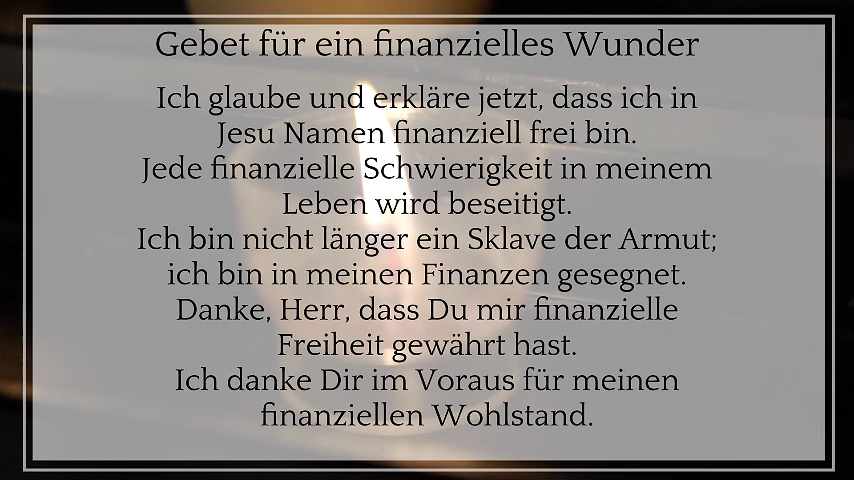 Gebet für ein finanzielles Wunder
Ich glaube und erkläre jetzt, dass ich in
Jesu Namen finanziell frei bin.
Jede finanzielle Schwierigkeit in meinem
Leben wird beseitigt.
Ich bin nicht länger ein Sklave der Armut;
ich bin in meinen Finanzen gesegnet.
Danke, Herr, dass Du mir finanzielle
Freiheit gewährt hast.
Ich danke Dir im Voraus für meinen
finanziellen Wohlstand.